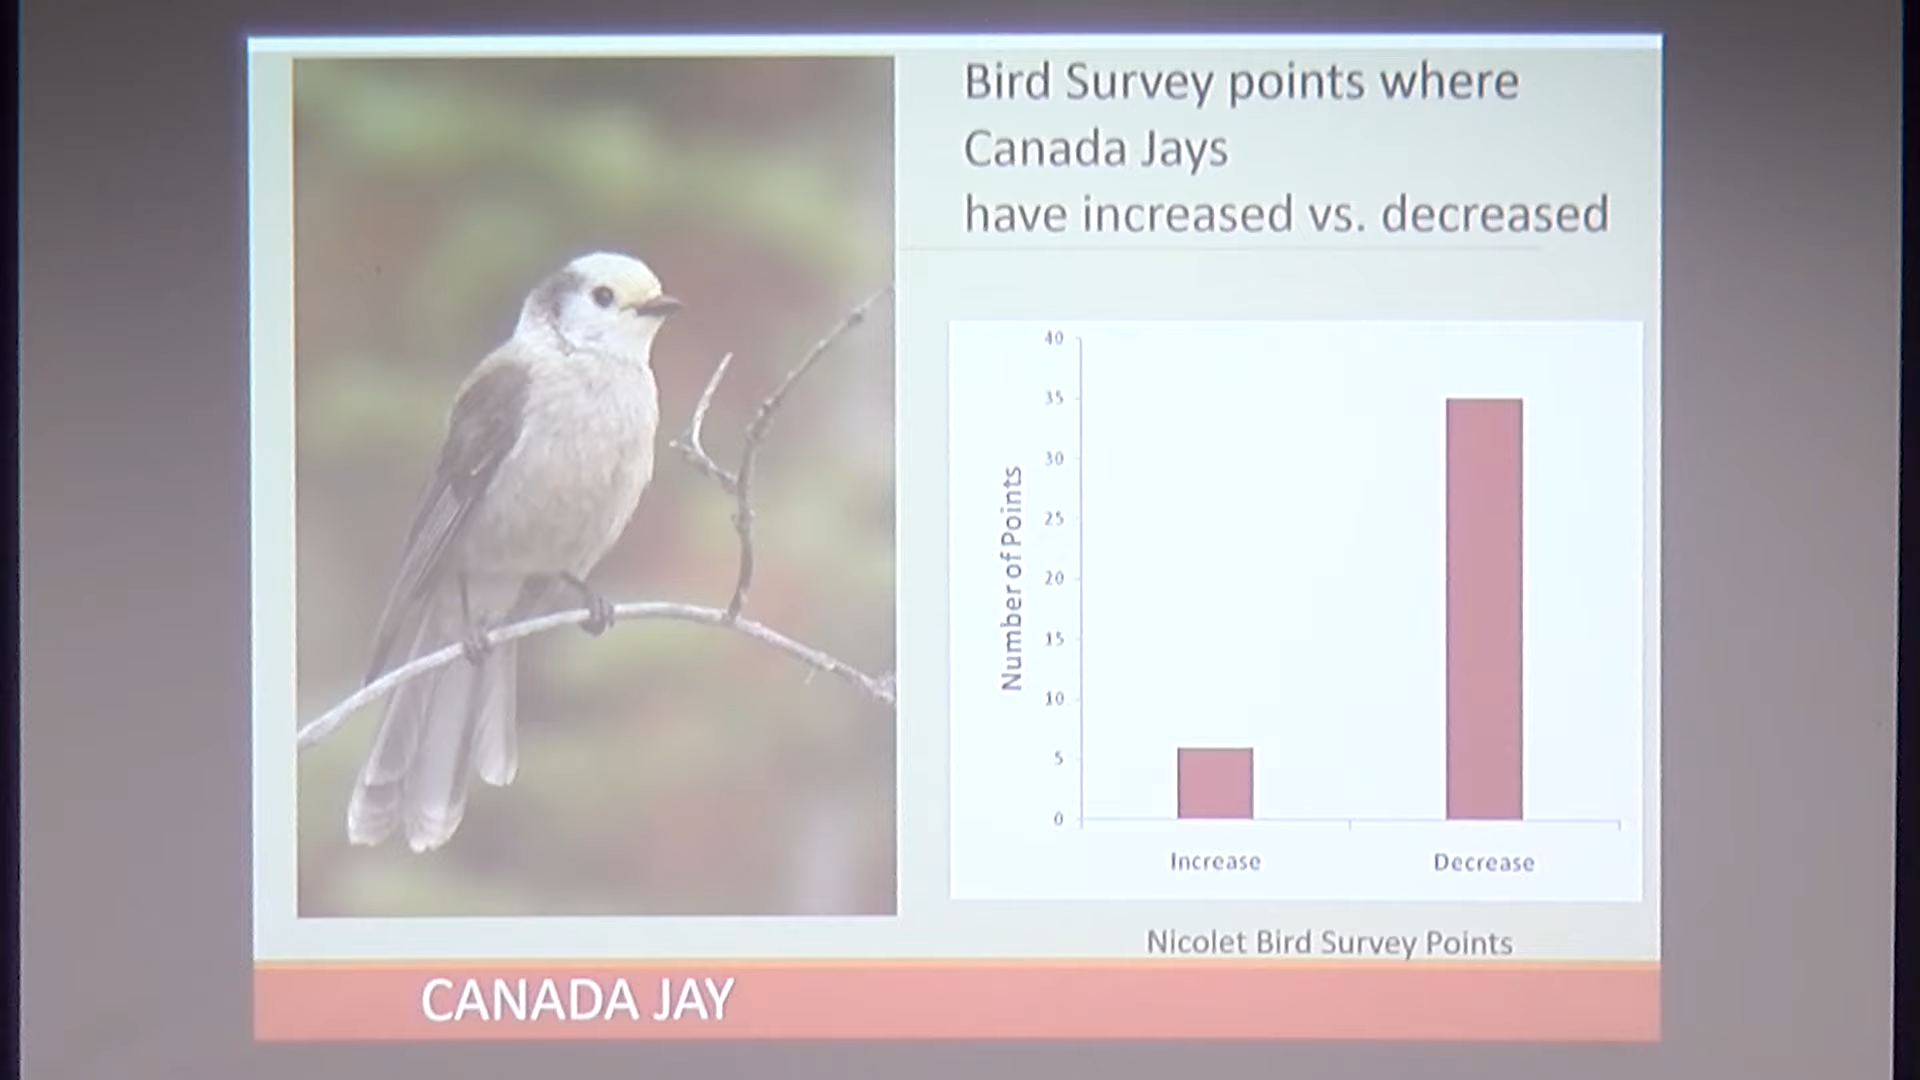 Bird Survey points where
Canada Jays
have increased vs. decreased
40
35
30
25
20
15
10
5
0
Number of Points
Increase
Decrease
Nicolet Bird Survey Points
CANADA JAY